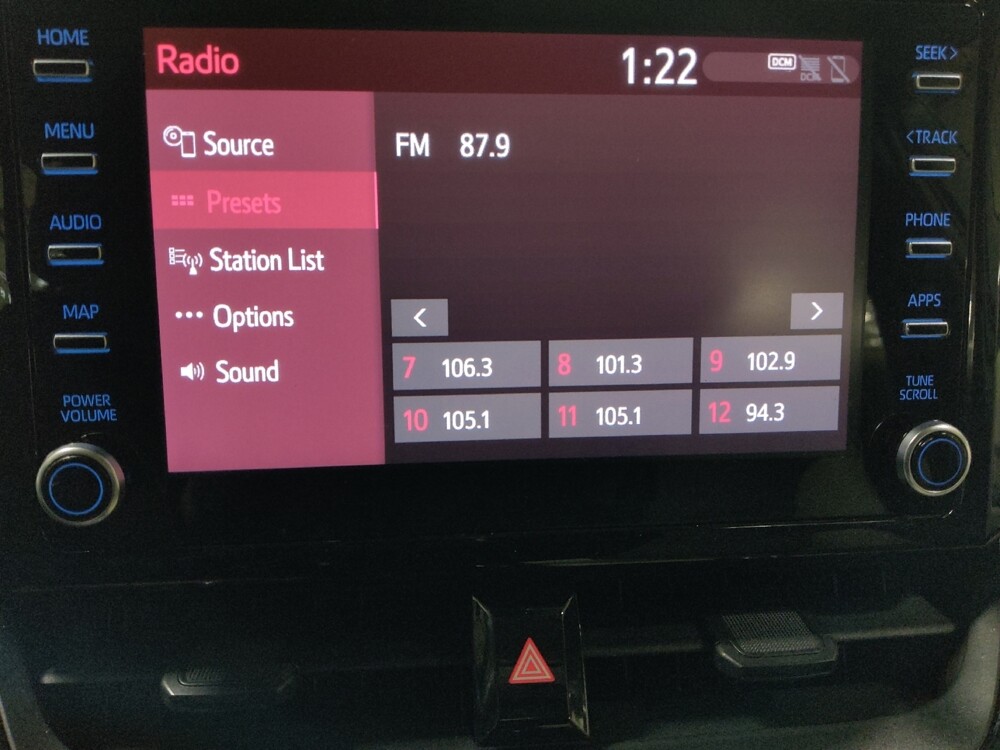 HOME
MENU
AUDIO
MAP
POWER
VOLUME
Radio
1:22
DCM
DCM
Source
Presets
Station List
Options
Sound
FM 87.9
<
>
7 106.3
8 101.3
9 102.9
10 105.1
11 105.1
12 94.3
SEEK >
< TRACK
PHONE
APPS
TUNE
SCROLL